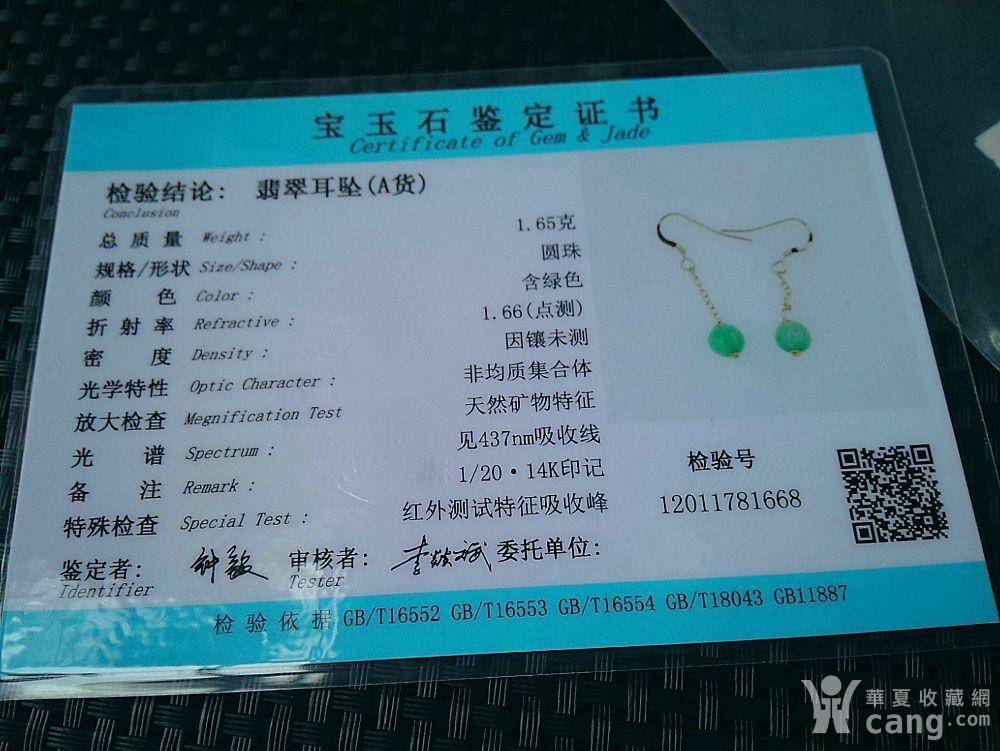 宝玉石鉴定证书
Certificate of Gem & Jade
检验结论: 翡翠耳坠(A货)
Conclusion
总质量 Weight : 1.65克
规格/形状 Size/Shape : 圆珠
颜色 Color : 含绿色
折射率 Refractive : 1.66(点测)
密度 Density : 因镶未测
光学特性 Optic Character : 非均质集合体
放大检查 Megnification Test 天然矿物特征
光谱 Spectrum : 见437nm吸收线
备注 Remark : 1/20·14K印记
特殊检查 Special Test : 红外测试特征吸收峰
检验号
12011781668
鉴定者: 审核者: 委托单位:
Identifier Tester
检验依据 GB/T16552 GB/T16553 GB/T16554 GB/T18043 GB11887
華夏收藏網
cang.com